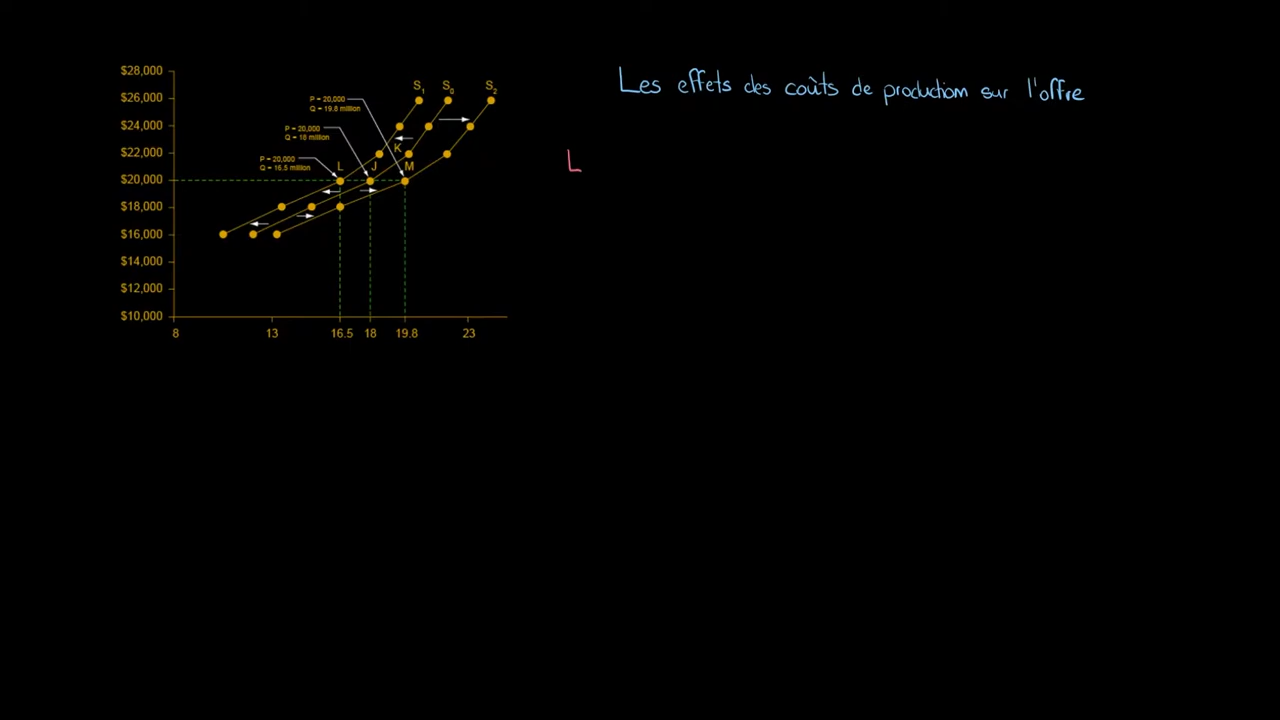 Les effets des coûts de production sur l'offre
L
$28,000
$26,000
$24,000
$22,000
$20,000
$18,000
$16,000
$14,000
$12,000
$10,000
8 13 16.5 18 19.8 23
S1 S0 S2
P = 20,000
Q = 19.8 million
P = 20,000
Q = 18 million
P = 20,000
Q = 16.5 million
K
L J M